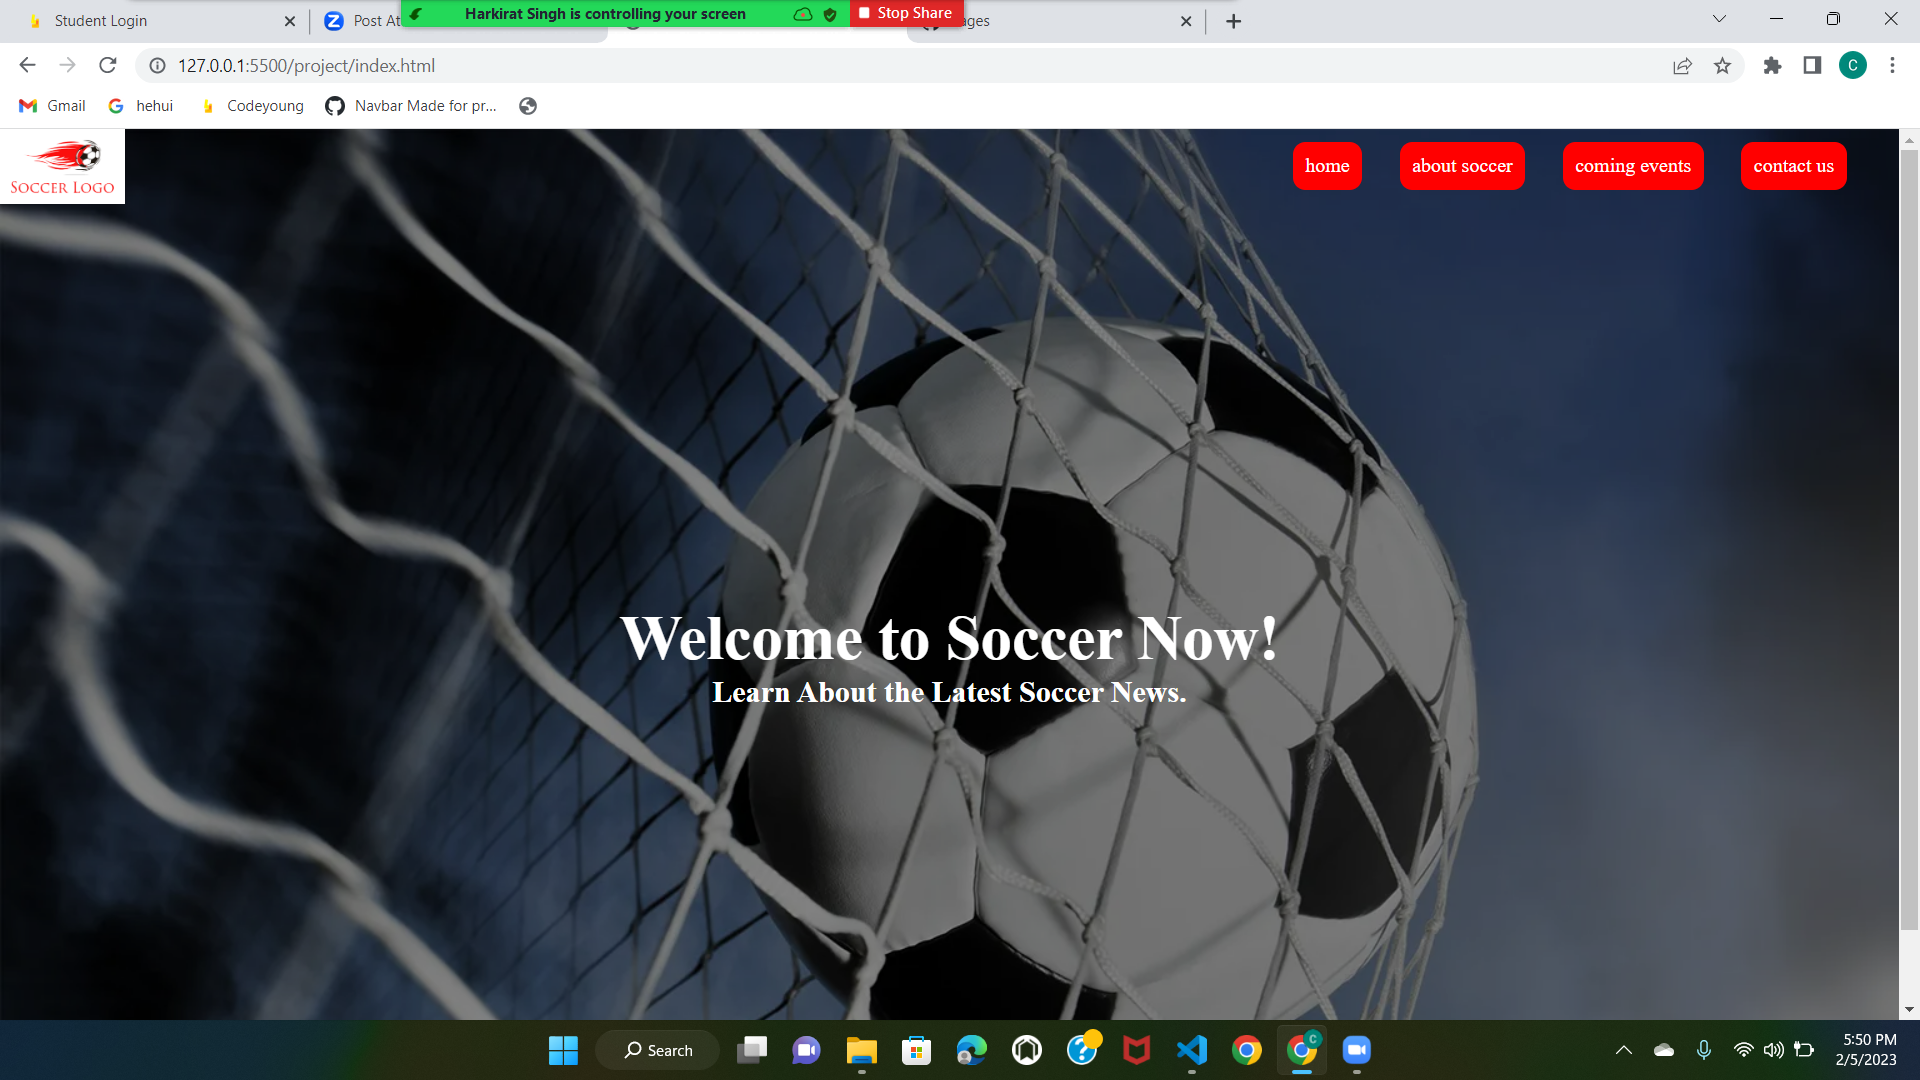 Student Login
Post At
Harkirat Singh is controlling your screen
Stop Share
ages
127.0.0.1:5500/project/index.html
C
Gmail
hehui
Codeyoung
Navbar Made for pr...
SOCCER LOGO
home
about soccer
coming events
contact us
Welcome to Soccer Now!
Learn About the Latest Soccer News.
Search
C
5:50 PM
2/5/2023